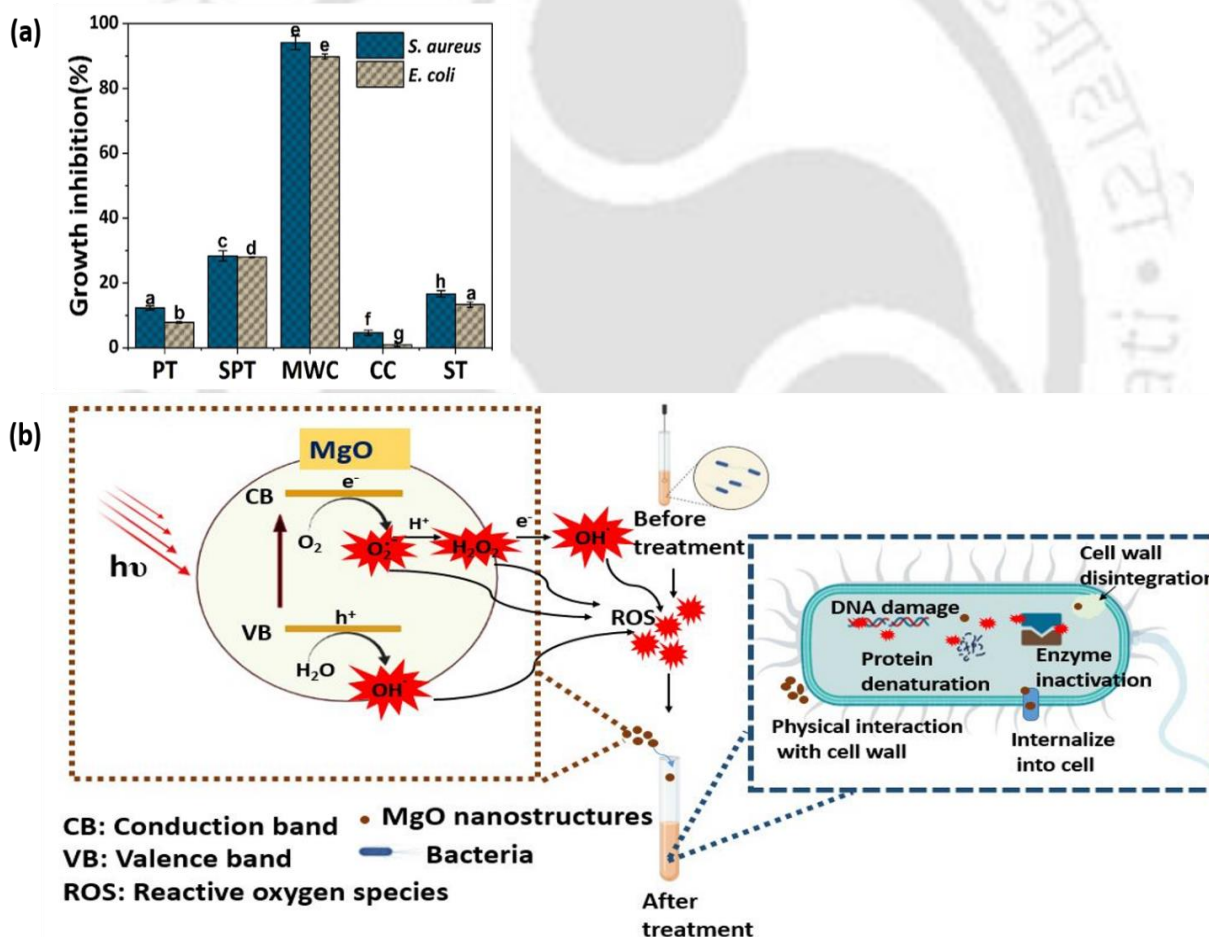 (a)
100
80
60
40
20
0
Growth inhibition(%)
S. aureus
E. coli
a
b
c
d
e
e
f
g
h
a
PT SPT MWC CC ST
(b)
MgO
hυ
CB
e⁻
O₂
O₂•⁻
H⁺
H₂O₂
e⁻
OH•
VB
h⁺
H₂O
OH•
Before
treatment
ROS
After
treatment
DNA damage
Protein
denaturation
Enzyme
inactivation
Cell wall
disintegration
Physical interaction
with cell wall
Internalize
into cell
CB: Conduction band
VB: Valence band
ROS: Reactive oxygen species
MgO nanostructures
Bacteria